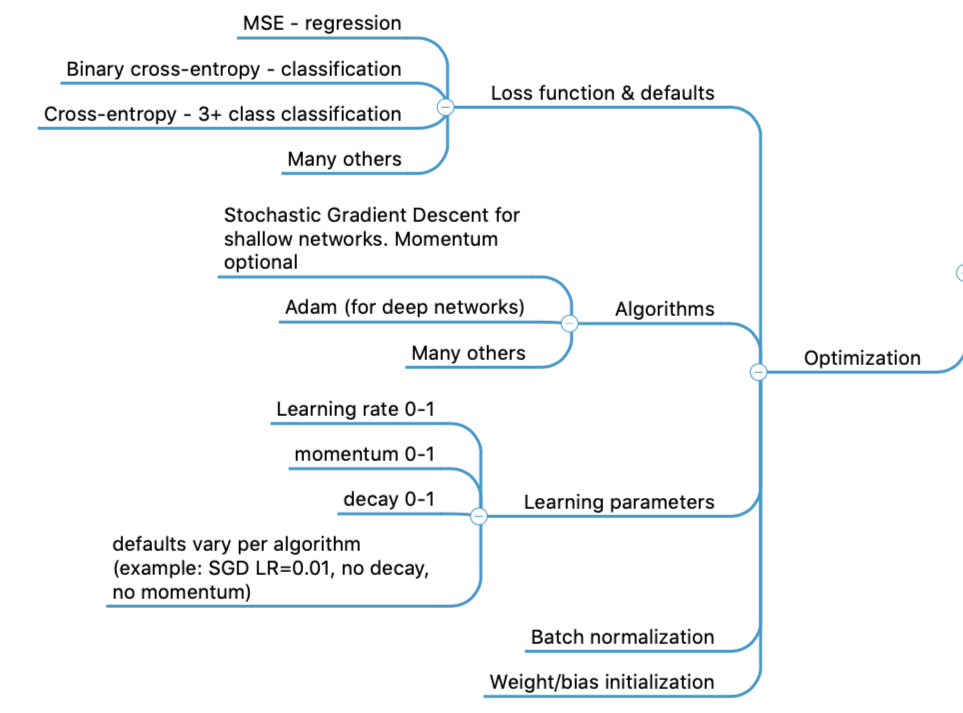 MSE - regression
Binary cross-entropy - classification
Loss function & defaults
Cross-entropy - 3+ class classification
Many others
Stochastic Gradient Descent for
shallow networks. Momentum
optional
Adam (for deep networks)
Algorithms
Many others
Optimization
Learning rate 0-1
momentum 0-1
decay 0-1
Learning parameters
defaults vary per algorithm
(example: SGD LR=0.01, no decay,
no momentum)
Batch normalization
Weight/bias initialization